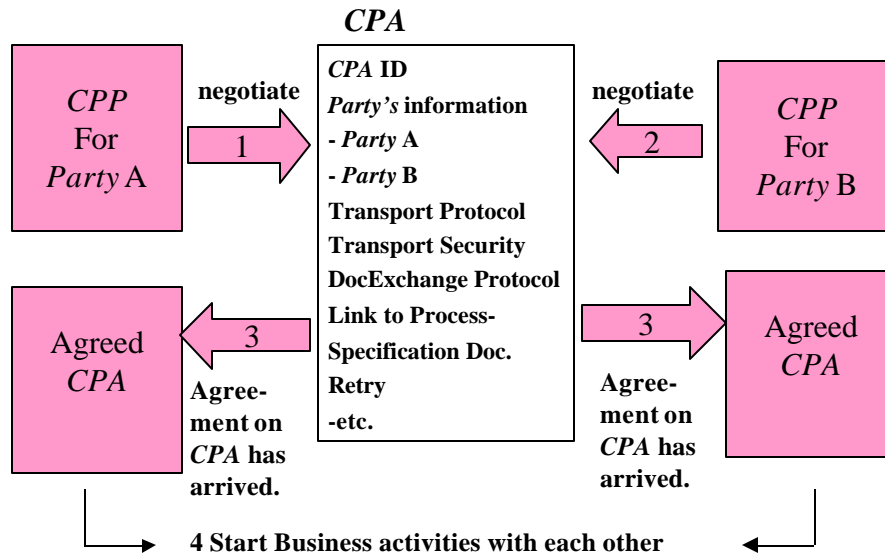 CPA
CPP
For
Party A
negotiate
1
CPA ID
Party's information
- Party A
- Party B
Transport Protocol
Transport Security
DocExchange Protocol
Link to Process-
Specification Doc.
Retry
-etc.
negotiate
2
CPP
For
Party B
Agreed
CPA
3
Agree-
ment on
CPA has
arrived.
3
Agree-
ment on
CPA has
arrived.
Agreed
CPA
4 Start Business activities with each other